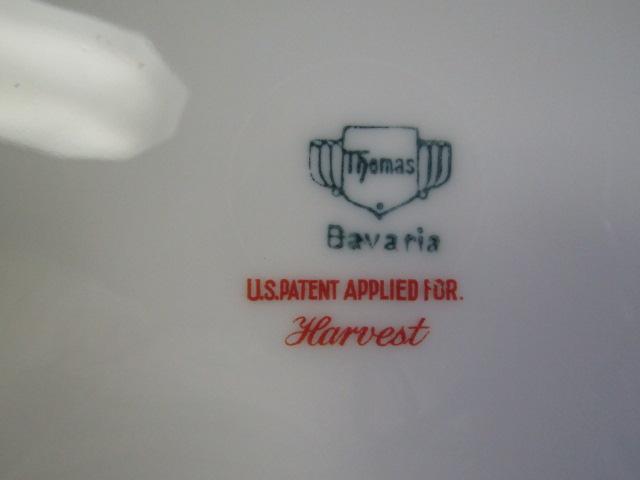 Thomas
Bavaria
U.S. PATENT APPLIED FOR.
Harvest